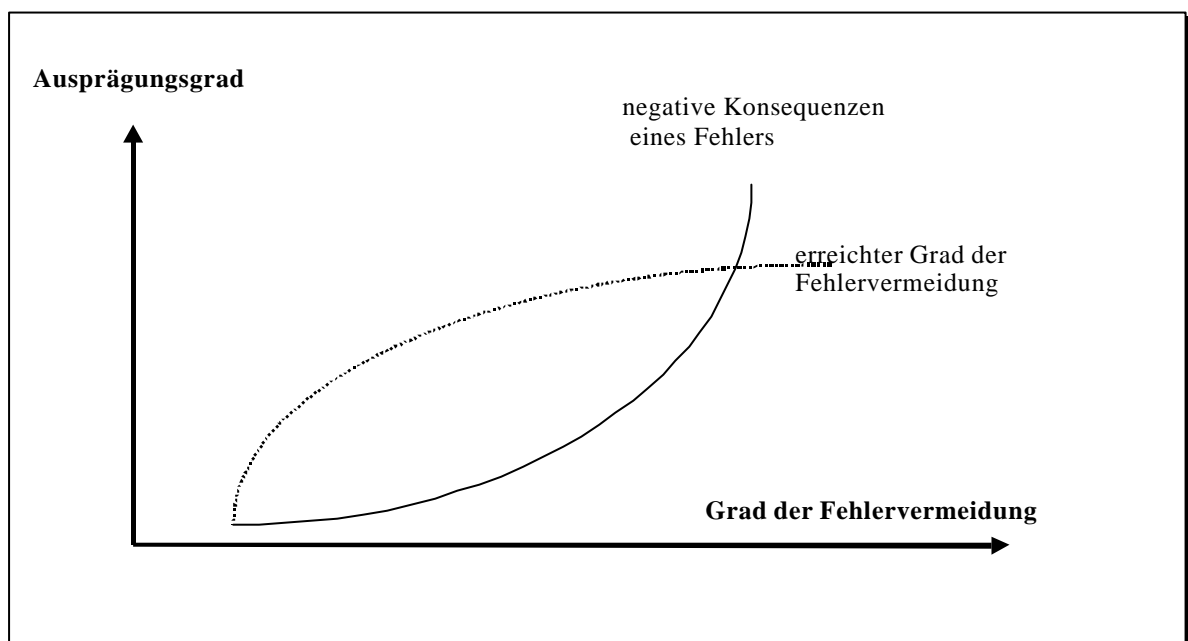 Ausprägungsgrad
negative Konsequenzen
eines Fehlers
erreichter Grad der
Fehlervermeidung
Grad der Fehlervermeidung